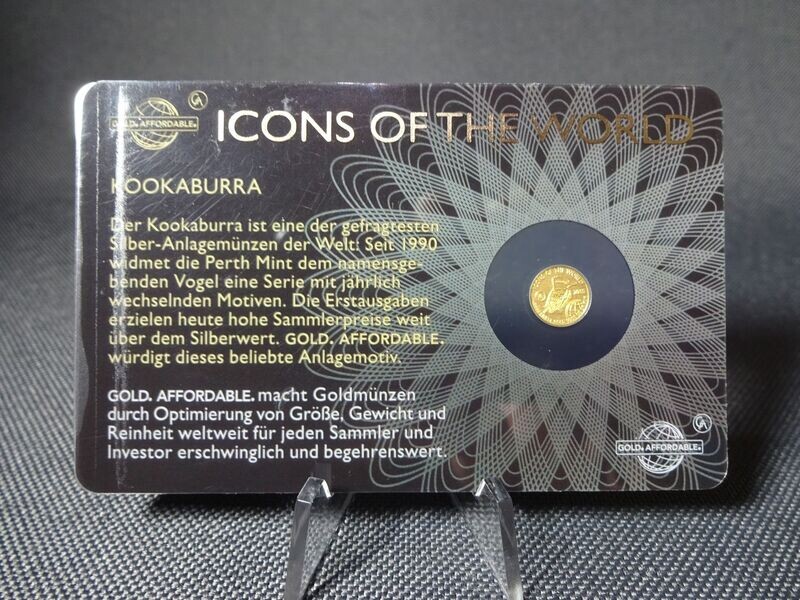 GOLD. AFFORDABLE.
ICONS OF THE WORLD
KOOKABURRA
Der Kookaburra ist eine der gefragtesten
Silber-Anlagemünzen der Welt: Seit 1990
widmet die Perth Mint dem namensge-
benden Vogel eine Serie mit jährlich
wechselnden Motiven. Die Erstausgaben
erzielen heute hohe Sammlerpreise weit
über dem Silberwert. GOLD. AFFORDABLE.
würdigt dieses beliebte Anlagemotiv.
GOLD. AFFORDABLE. macht Goldmünzen
durch Optimierung von Größe, Gewicht und
Reinheit weltweit für jeden Sammler und
Investor erschwinglich und begehrenswert.
OF THE WORLD
GOLD. AFFORDABLE.